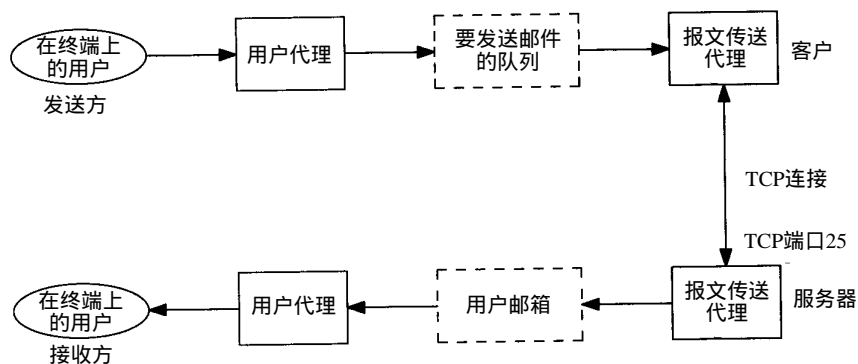 在终端上
的用户
发送方
用户代理
要发送邮件
的队列
报文传送
代理
客户
TCP连接
TCP端口25
在终端上
的用户
接收方
用户代理
用户邮箱
报文传送
代理
服务器